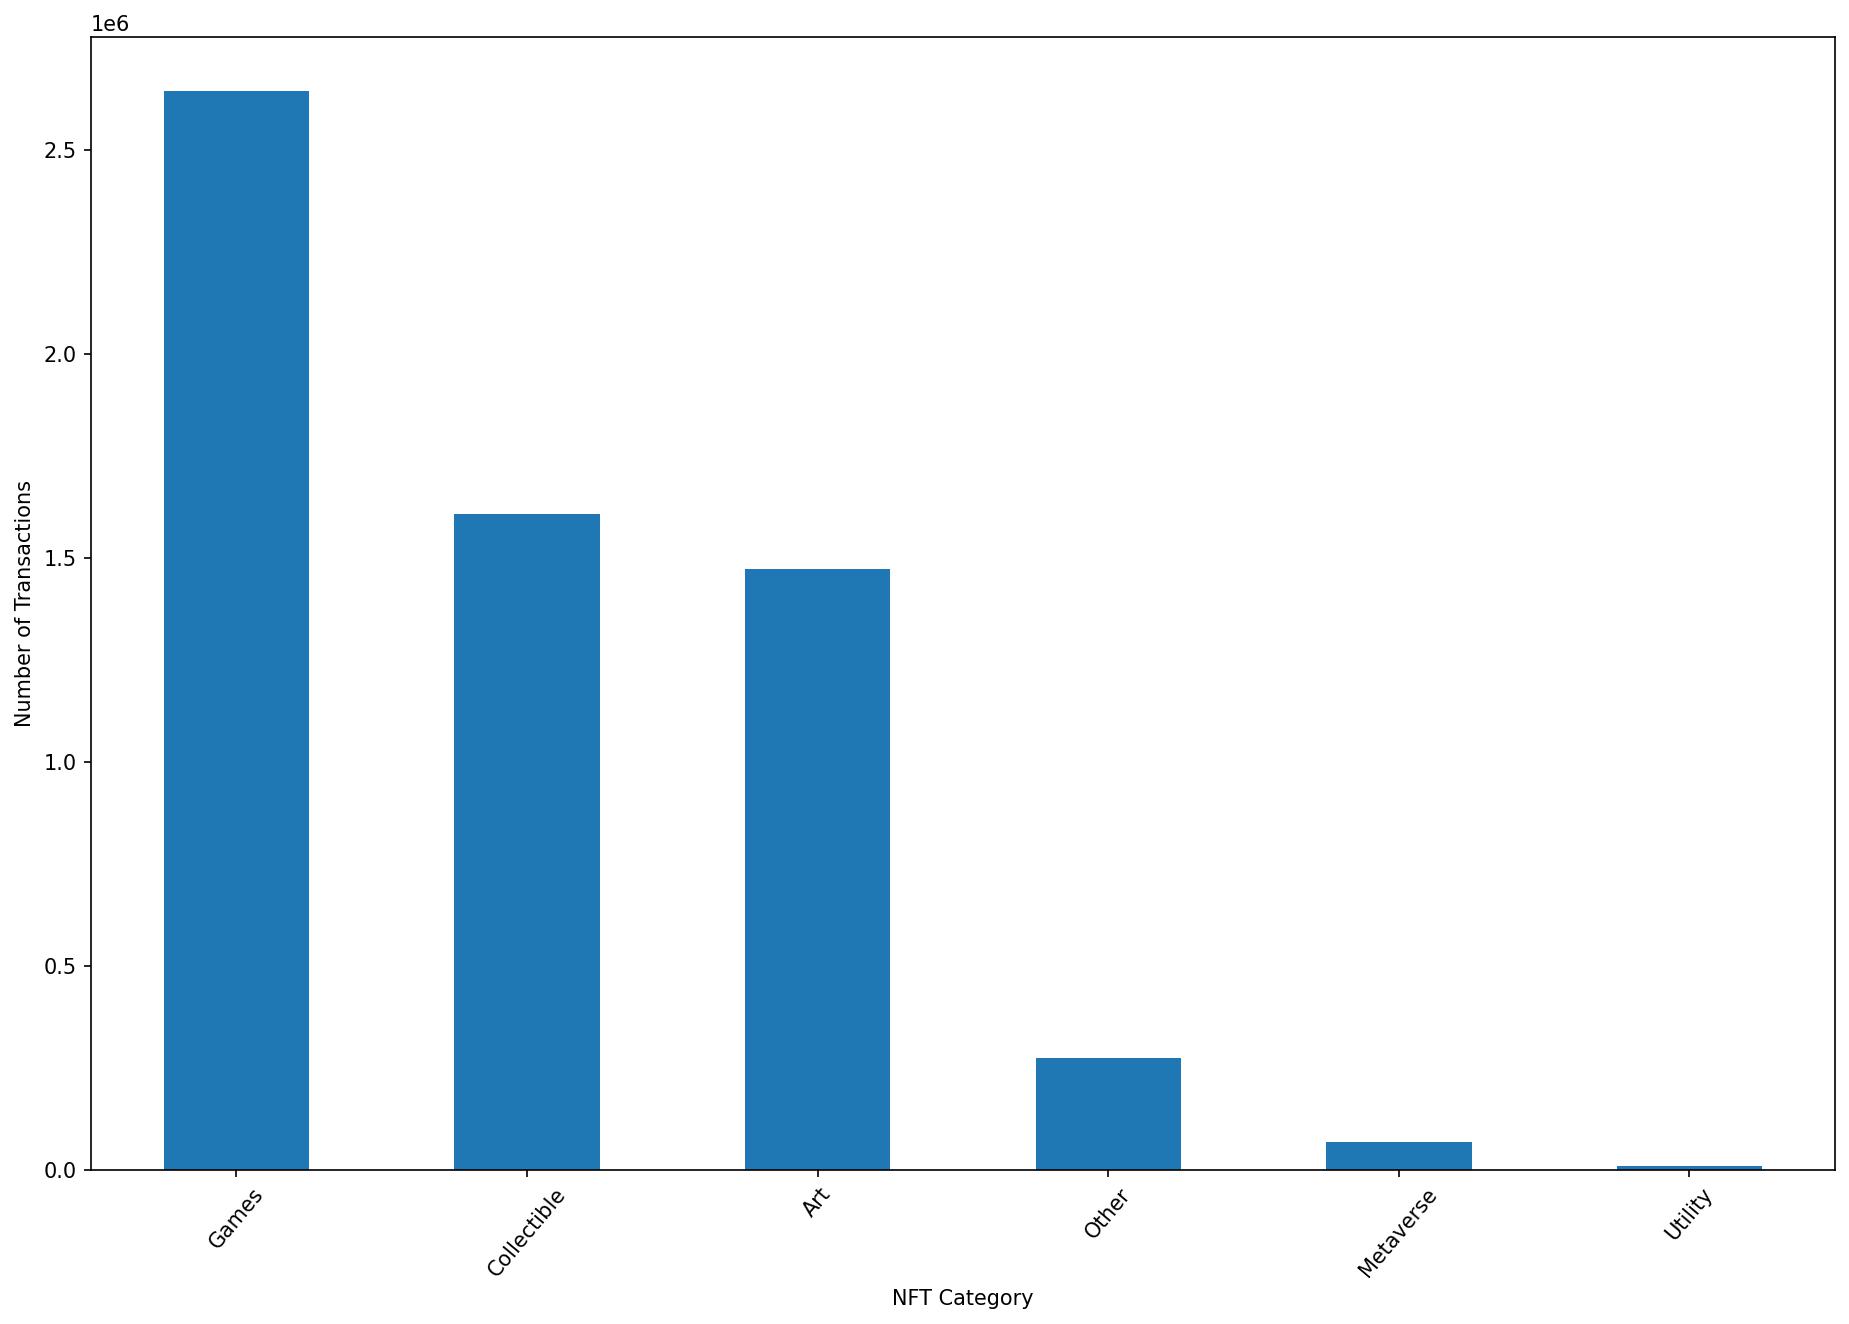 1e6
2.5
2.0
1.5
1.0
0.5
0.0
Number of Transactions
Games
Collectible
Art
Other
Metaverse
Utility
NFT Category